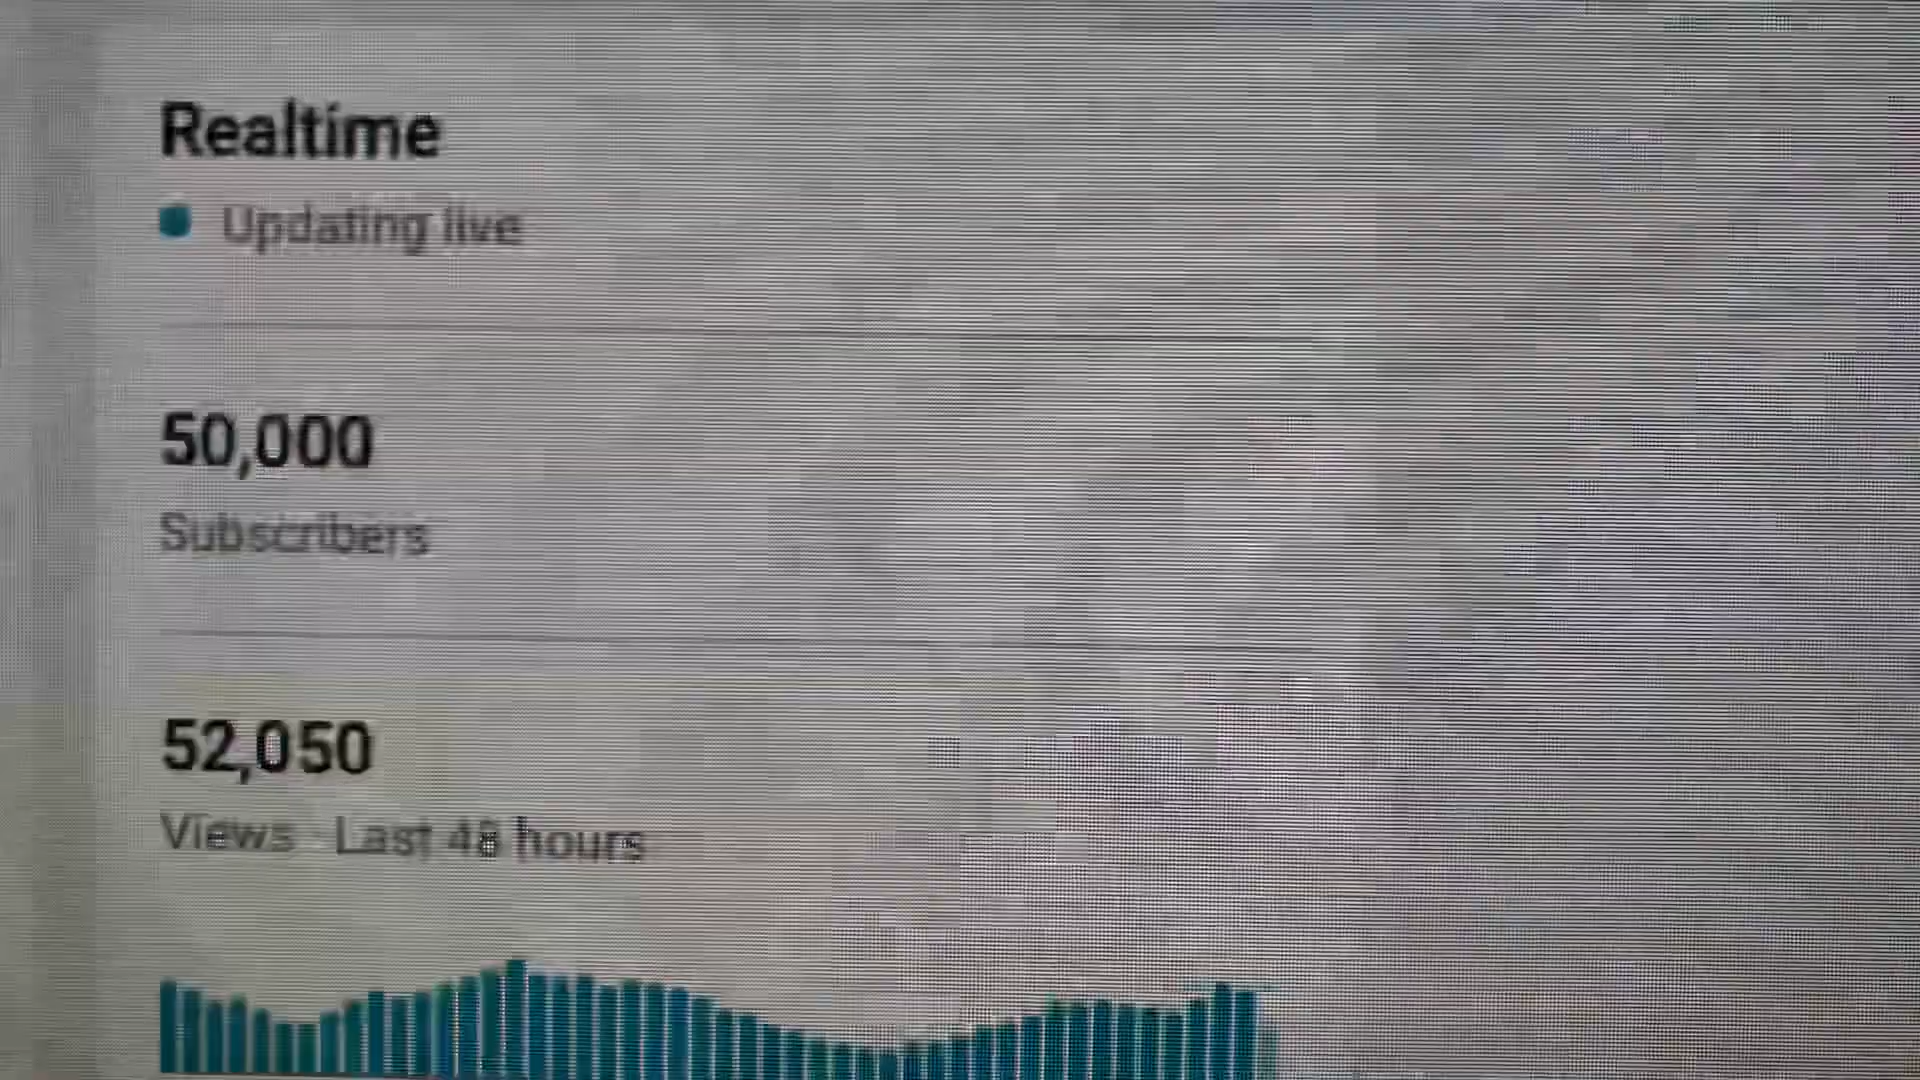 Realtime
Updating live
50,000
Subscribers
52,050
Views · Last 48 hours